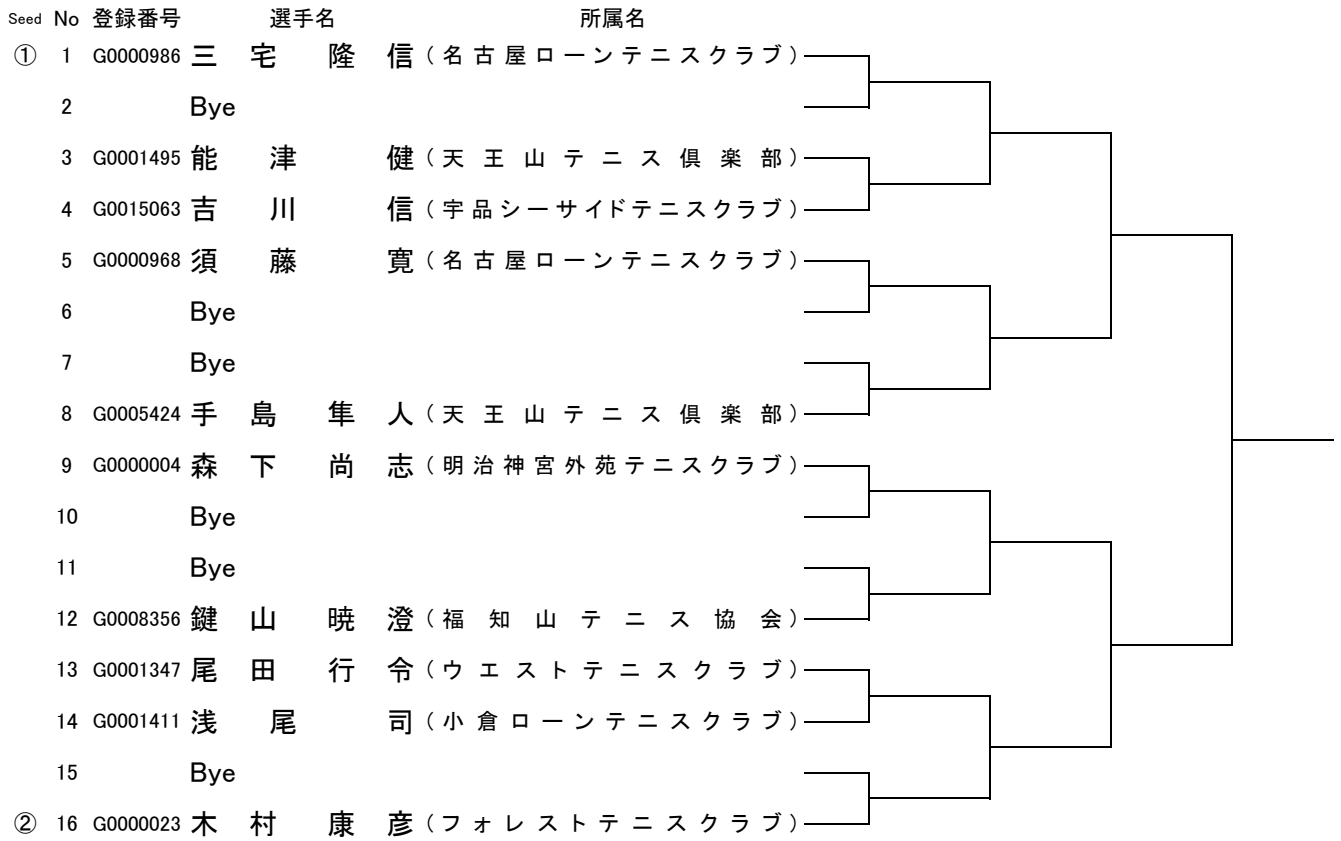 Seed No 登録番号 選手名 所属名
① 1 G0000986 三宅 隆信 (名古屋ローンテニスクラブ)
2 Bye
3 G0001495 能津 健 (天王山テニス倶楽部)
4 G0015063 吉川 信 (宇品シーサイドテニスクラブ)
5 G0000968 須藤 寛 (名古屋ローンテニスクラブ)
6 Bye
7 Bye
8 G0005424 手島 隼人 (天王山テニス倶楽部)
9 G0000004 森下 尚志 (明治神宮外苑テニスクラブ)
10 Bye
11 Bye
12 G0008356 鍵山 暁澄 (福知山テニス協会)
13 G0001347 尾田 行令 (ウエストテニスクラブ)
14 G0001411 浅尾 司 (小倉ローンテニスクラブ)
15 Bye
② 16 G0000023 木村 康彦 (フォレストテニスクラブ)